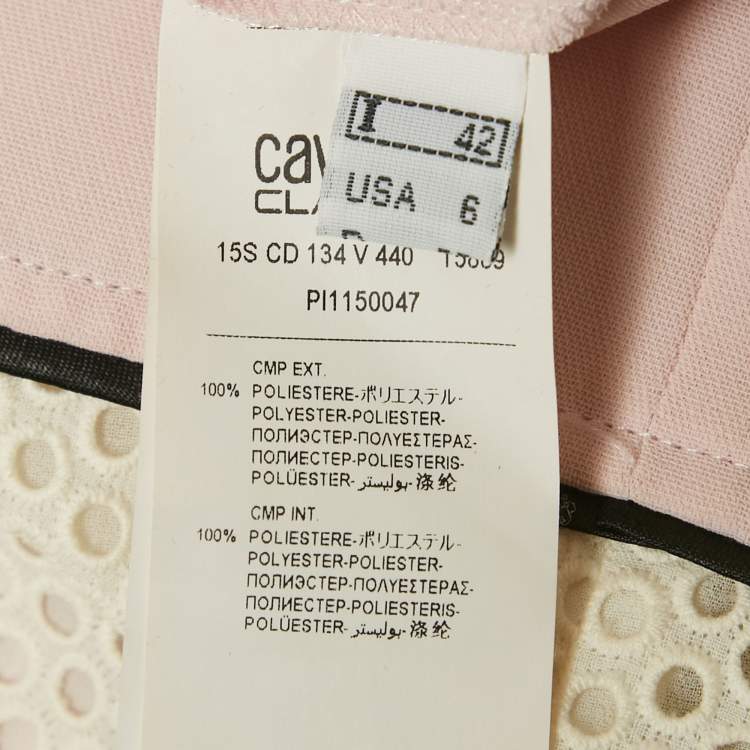 I 42
USA 6
15S CD 134 V 440
PI1150047
CMP EXT.
100% POLIESTERE-ポリエステル-
POLYESTER-POLIESTER-
ПОЛИЭСТЕР-ΠΟΛΥΕΣΤΕΡΑΣ-
ПОЛИЕСТЕР-POLIESTERIS-
POLÜESTER-بوليستر-涤纶
CMP INT.
100% POLIESTERE-ポリエステル-
POLYESTER-POLIESTER-
ПОЛИЭСТЕР-ΠΟΛΥΕΣΤΕΡΑΣ-
ПОЛИЕСТЕР-POLIESTERIS-
POLÜESTER-بوليستر-涤纶